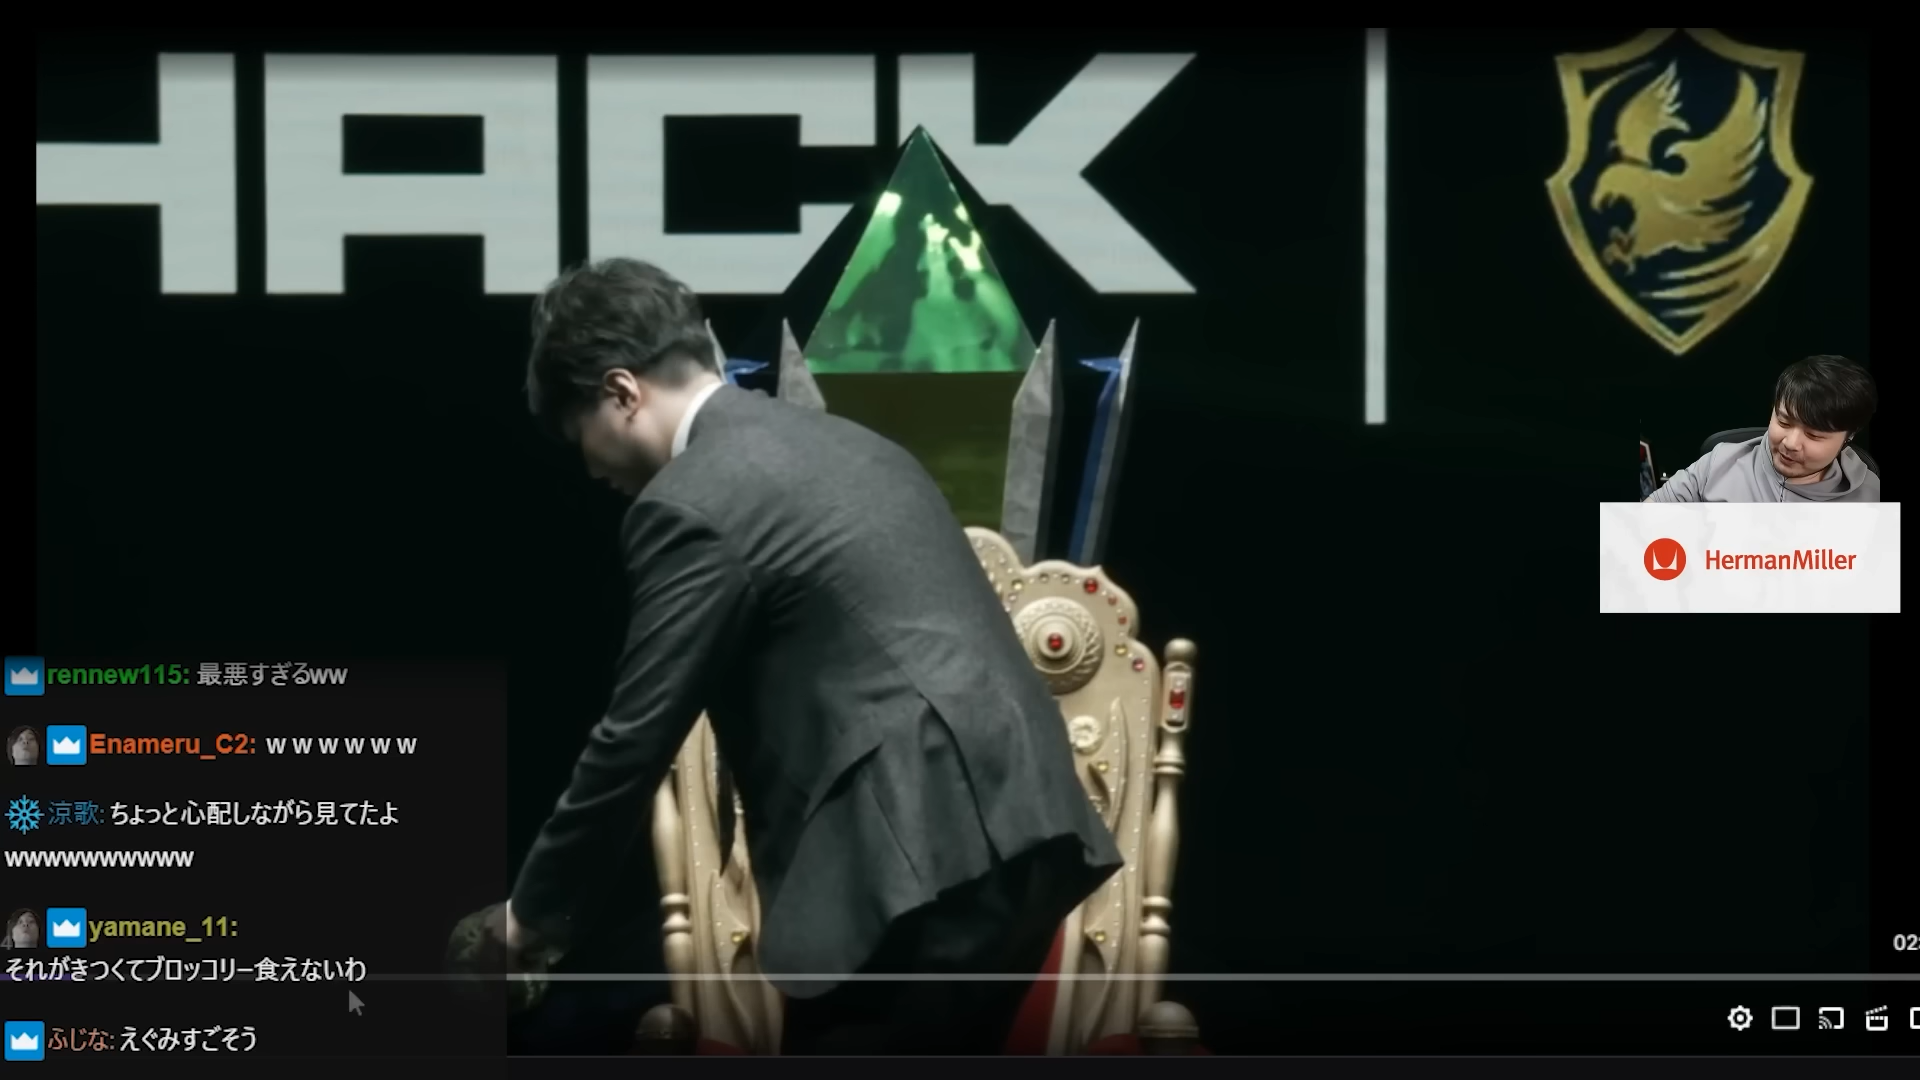 HACK
HermanMiller
rennew115: 最悪すぎるww
Enameru_C2: w w w w w w
涼歌: ちょっと心配しながら見てたよ
wwwwwwwwww
yamane_11:
それがきつくてブロッコリー食えないわ
ふじな: えぐみすごそう
02: